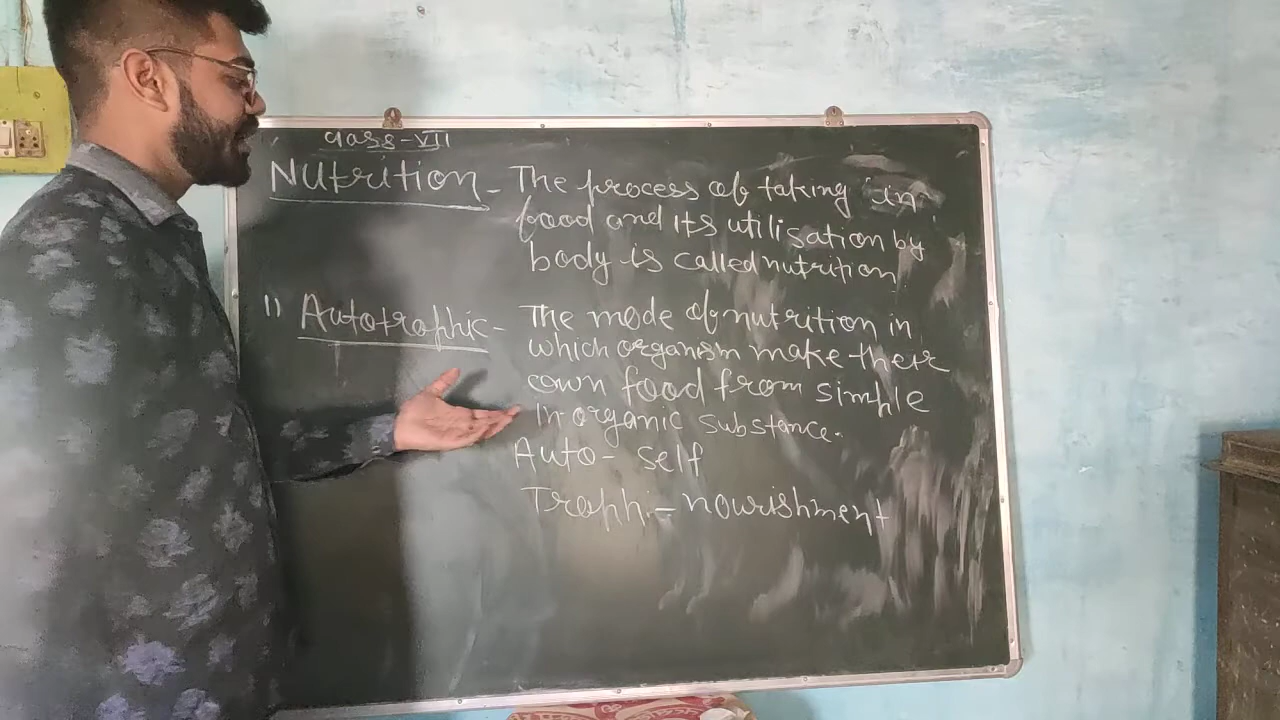 Class-VII
Nutrition - The process of taking in
food and its utilisation by
body is called nutrition
1) Autotrophic - The mode of nutrition in
which organism make their
own food from simple
inorganic substance.
Auto - self
Troph:- nourishment